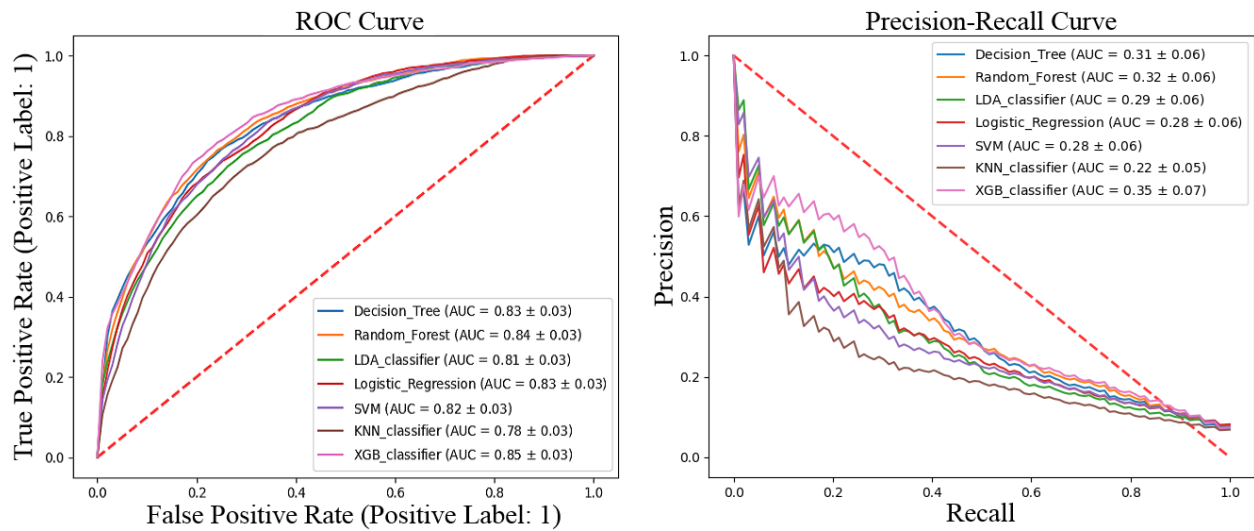 ROC Curve
True Positive Rate (Positive Label: 1)
1.0
0.8
0.6
0.4
0.2
0.0
Decision_Tree (AUC = 0.83 ± 0.03)
Random_Forest (AUC = 0.84 ± 0.03)
LDA_classifier (AUC = 0.81 ± 0.03)
Logistic_Regression (AUC = 0.83 ± 0.03)
SVM (AUC = 0.82 ± 0.03)
KNN_classifier (AUC = 0.78 ± 0.03)
XGB_classifier (AUC = 0.85 ± 0.03)
0.0 0.2 0.4 0.6 0.8 1.0
False Positive Rate (Positive Label: 1)
Precision-Recall Curve
Precision
1.0
0.8
0.6
0.4
0.2
0.0
Decision_Tree (AUC = 0.31 ± 0.06)
Random_Forest (AUC = 0.32 ± 0.06)
LDA_classifier (AUC = 0.29 ± 0.06)
Logistic_Regression (AUC = 0.28 ± 0.06)
SVM (AUC = 0.28 ± 0.06)
KNN_classifier (AUC = 0.22 ± 0.05)
XGB_classifier (AUC = 0.35 ± 0.07)
0.0 0.2 0.4 0.6 0.8 1.0
Recall